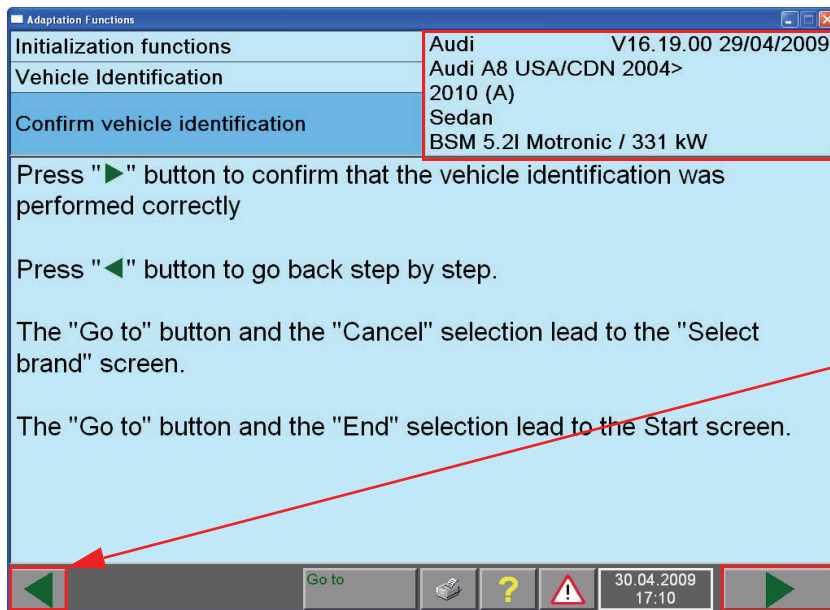 Adaptation Functions
Initialization functions
Vehicle Identification
Confirm vehicle identification
Audi V16.19.00 29/04/2009
Audi A8 USA/CDN 2004>
2010 (A)
Sedan
BSM 5.2l Motronic / 331 kW
Press "▶" button to confirm that the vehicle identification was
performed correctly
Press "◀" button to go back step by step.
The "Go to" button and the "Cancel" selection lead to the "Select
brand" screen.
The "Go to" button and the "End" selection lead to the Start screen.
Go to
?
!
30.04.2009
17:10